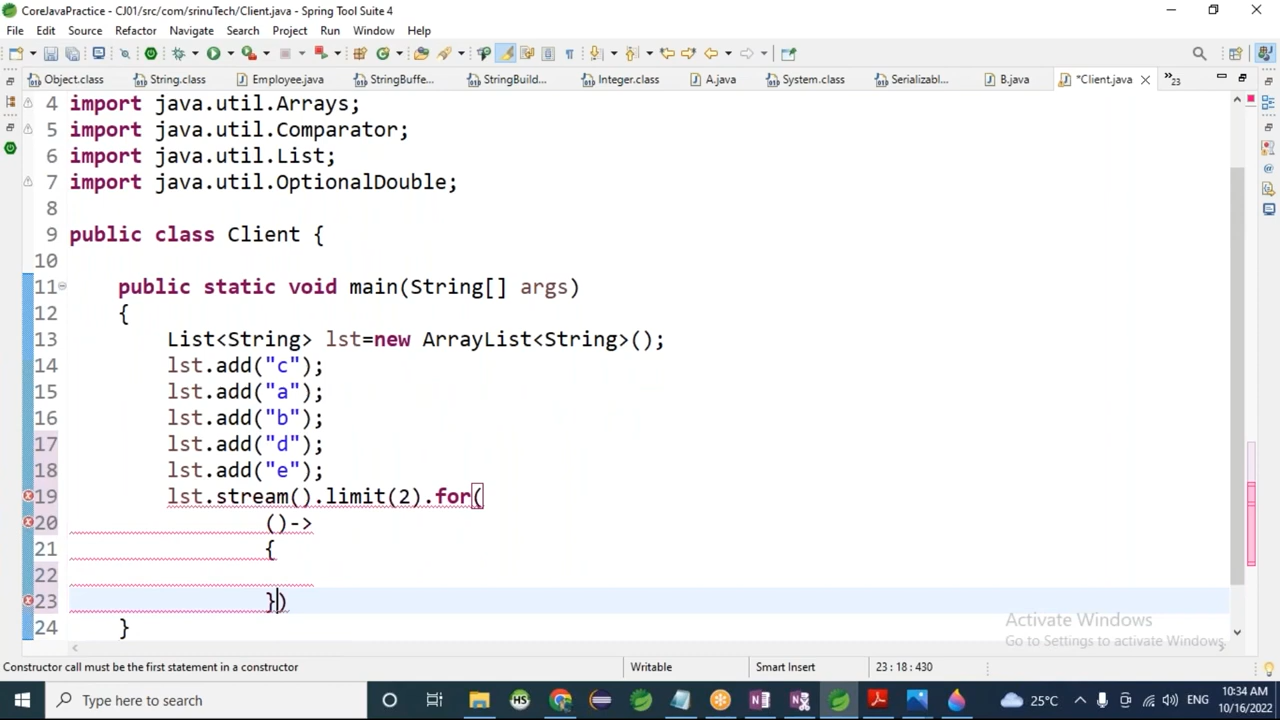 CoreJavaPractice - CJ01/src/com/srinuTech/Client.java - Spring Tool Suite 4
File Edit Source Refactor Navigate Search Project Run Window Help
Object.class String.class Employee.java StringBuffe... StringBuild... Integer.class A.java System.class Serializabl... B.java *Client.java »23
4 import java.util.Arrays;
5 import java.util.Comparator;
6 import java.util.List;
7 import java.util.OptionalDouble;
8
9 public class Client {
10
11 public static void main(String[] args)
12 {
13 List<String> lst=new ArrayList<String>();
14 lst.add("c");
15 lst.add("a");
16 lst.add("b");
17 lst.add("d");
18 lst.add("e");
19 lst.stream().limit(2).for(
20 ()->
21 {
22
23 })
24 }
Activate Windows
Go to Settings to activate Windows.
Constructor call must be the first statement in a constructor Writable Smart Insert 23 : 18 : 430
Type here to search HS 25°C ENG 10:34 AM
10/16/2022